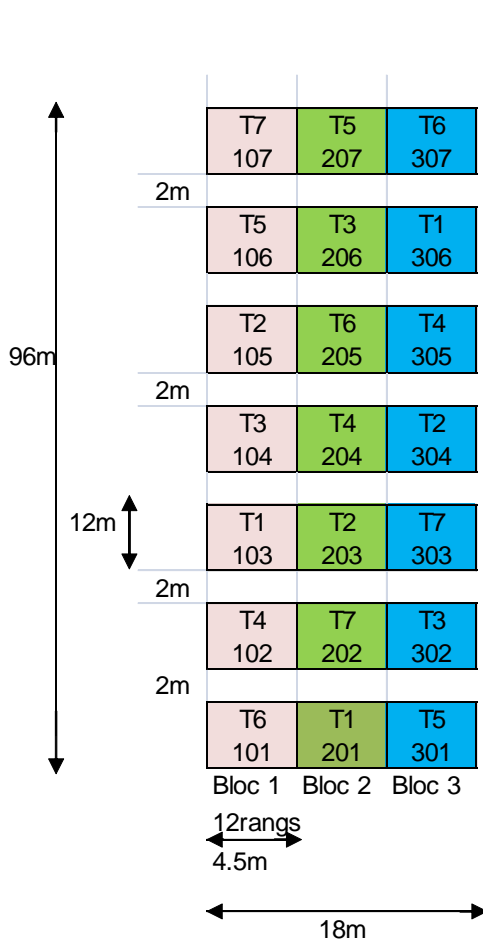 T7 T5 T6
107 207 307
2m
T5 T3 T1
106 206 306
T2 T6 T4
105 205 305
96m
2m
T3 T4 T2
104 204 304
12m
T1 T2 T7
103 203 303
2m
T4 T7 T3
102 202 302
2m
T6 T1 T5
101 201 301
Bloc 1 Bloc 2 Bloc 3
12rangs
4.5m
18m